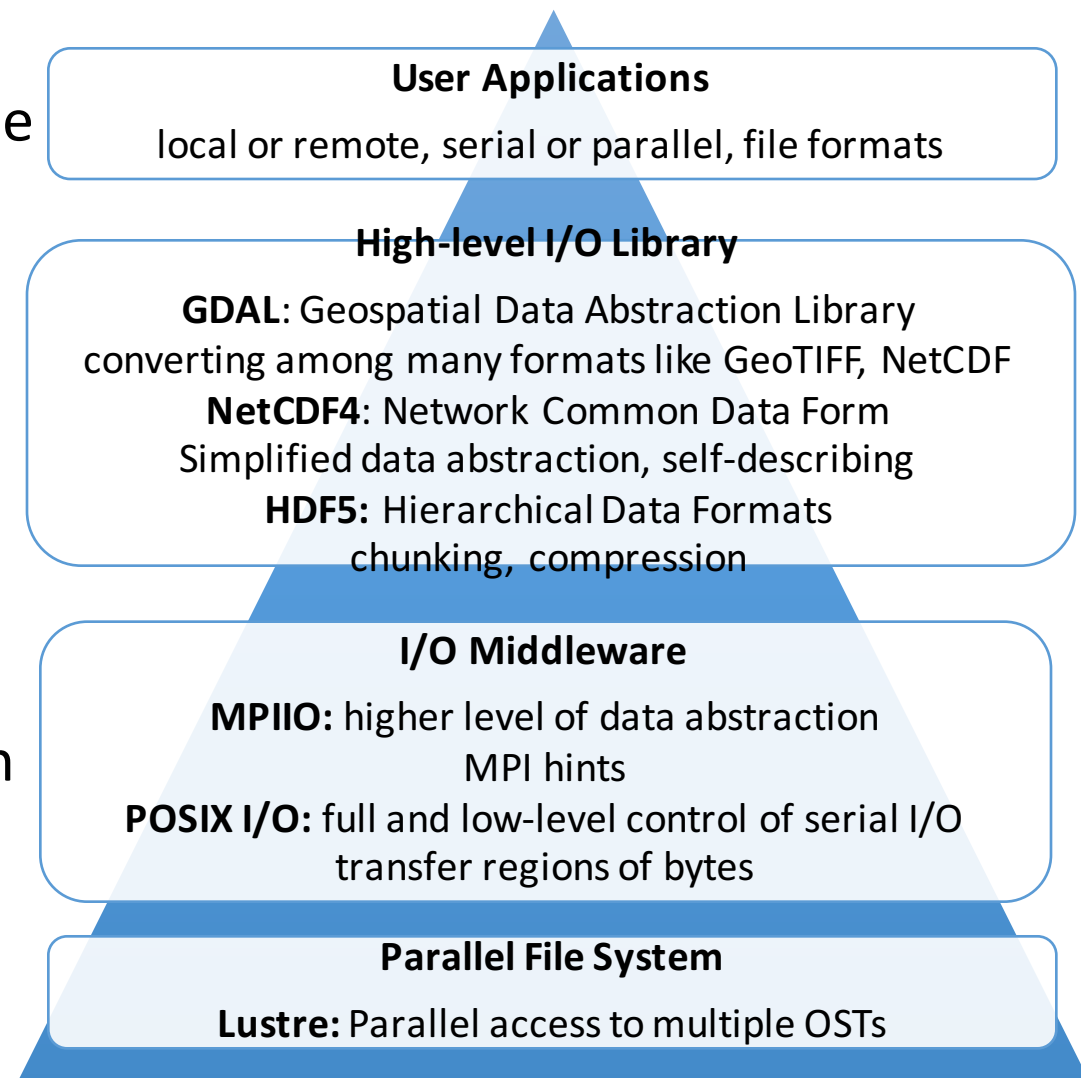 User Applications
e
local or remote, serial or parallel, file formats
High-level I/O Library
GDAL: Geospatial Data Abstraction Library
converting among many formats like GeoTIFF, NetCDF
NetCDF4: Network Common Data Form
Simplified data abstraction, self-describing
HDF5: Hierarchical Data Formats
chunking, compression
I/O Middleware
MPIIO: higher level of data abstraction
n
MPI hints
POSIX I/O: full and low-level control of serial I/O
transfer regions of bytes
Parallel File System
Lustre: Parallel access to multiple OSTs